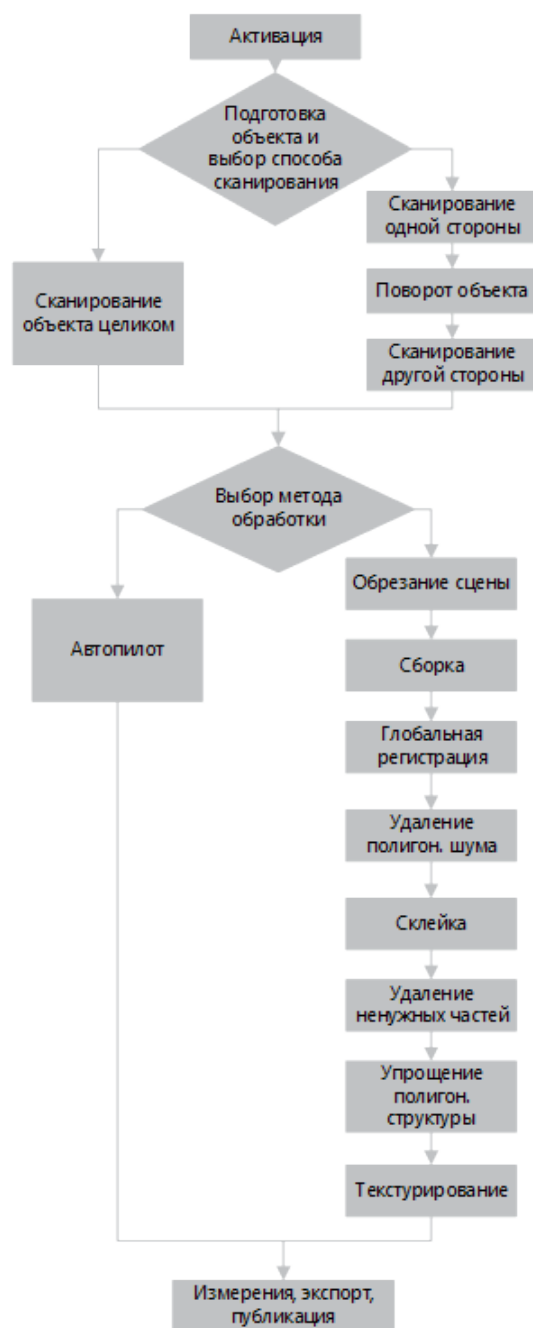 Активация
Подготовка
объекта и
выбор способа
сканирования
Сканирование
объекта целиком
Сканирование
одной стороны
Поворот объекта
Сканирование
другой стороны
Выбор метода
обработки
Автопилот
Обрезание сцены
Сборка
Глобальная
регистрация
Удаление
полигон. шума
Склейка
Удаление
ненужных частей
Упрощение
полигон.
структуры
Текстурирование
Измерения, экспорт,
публикация